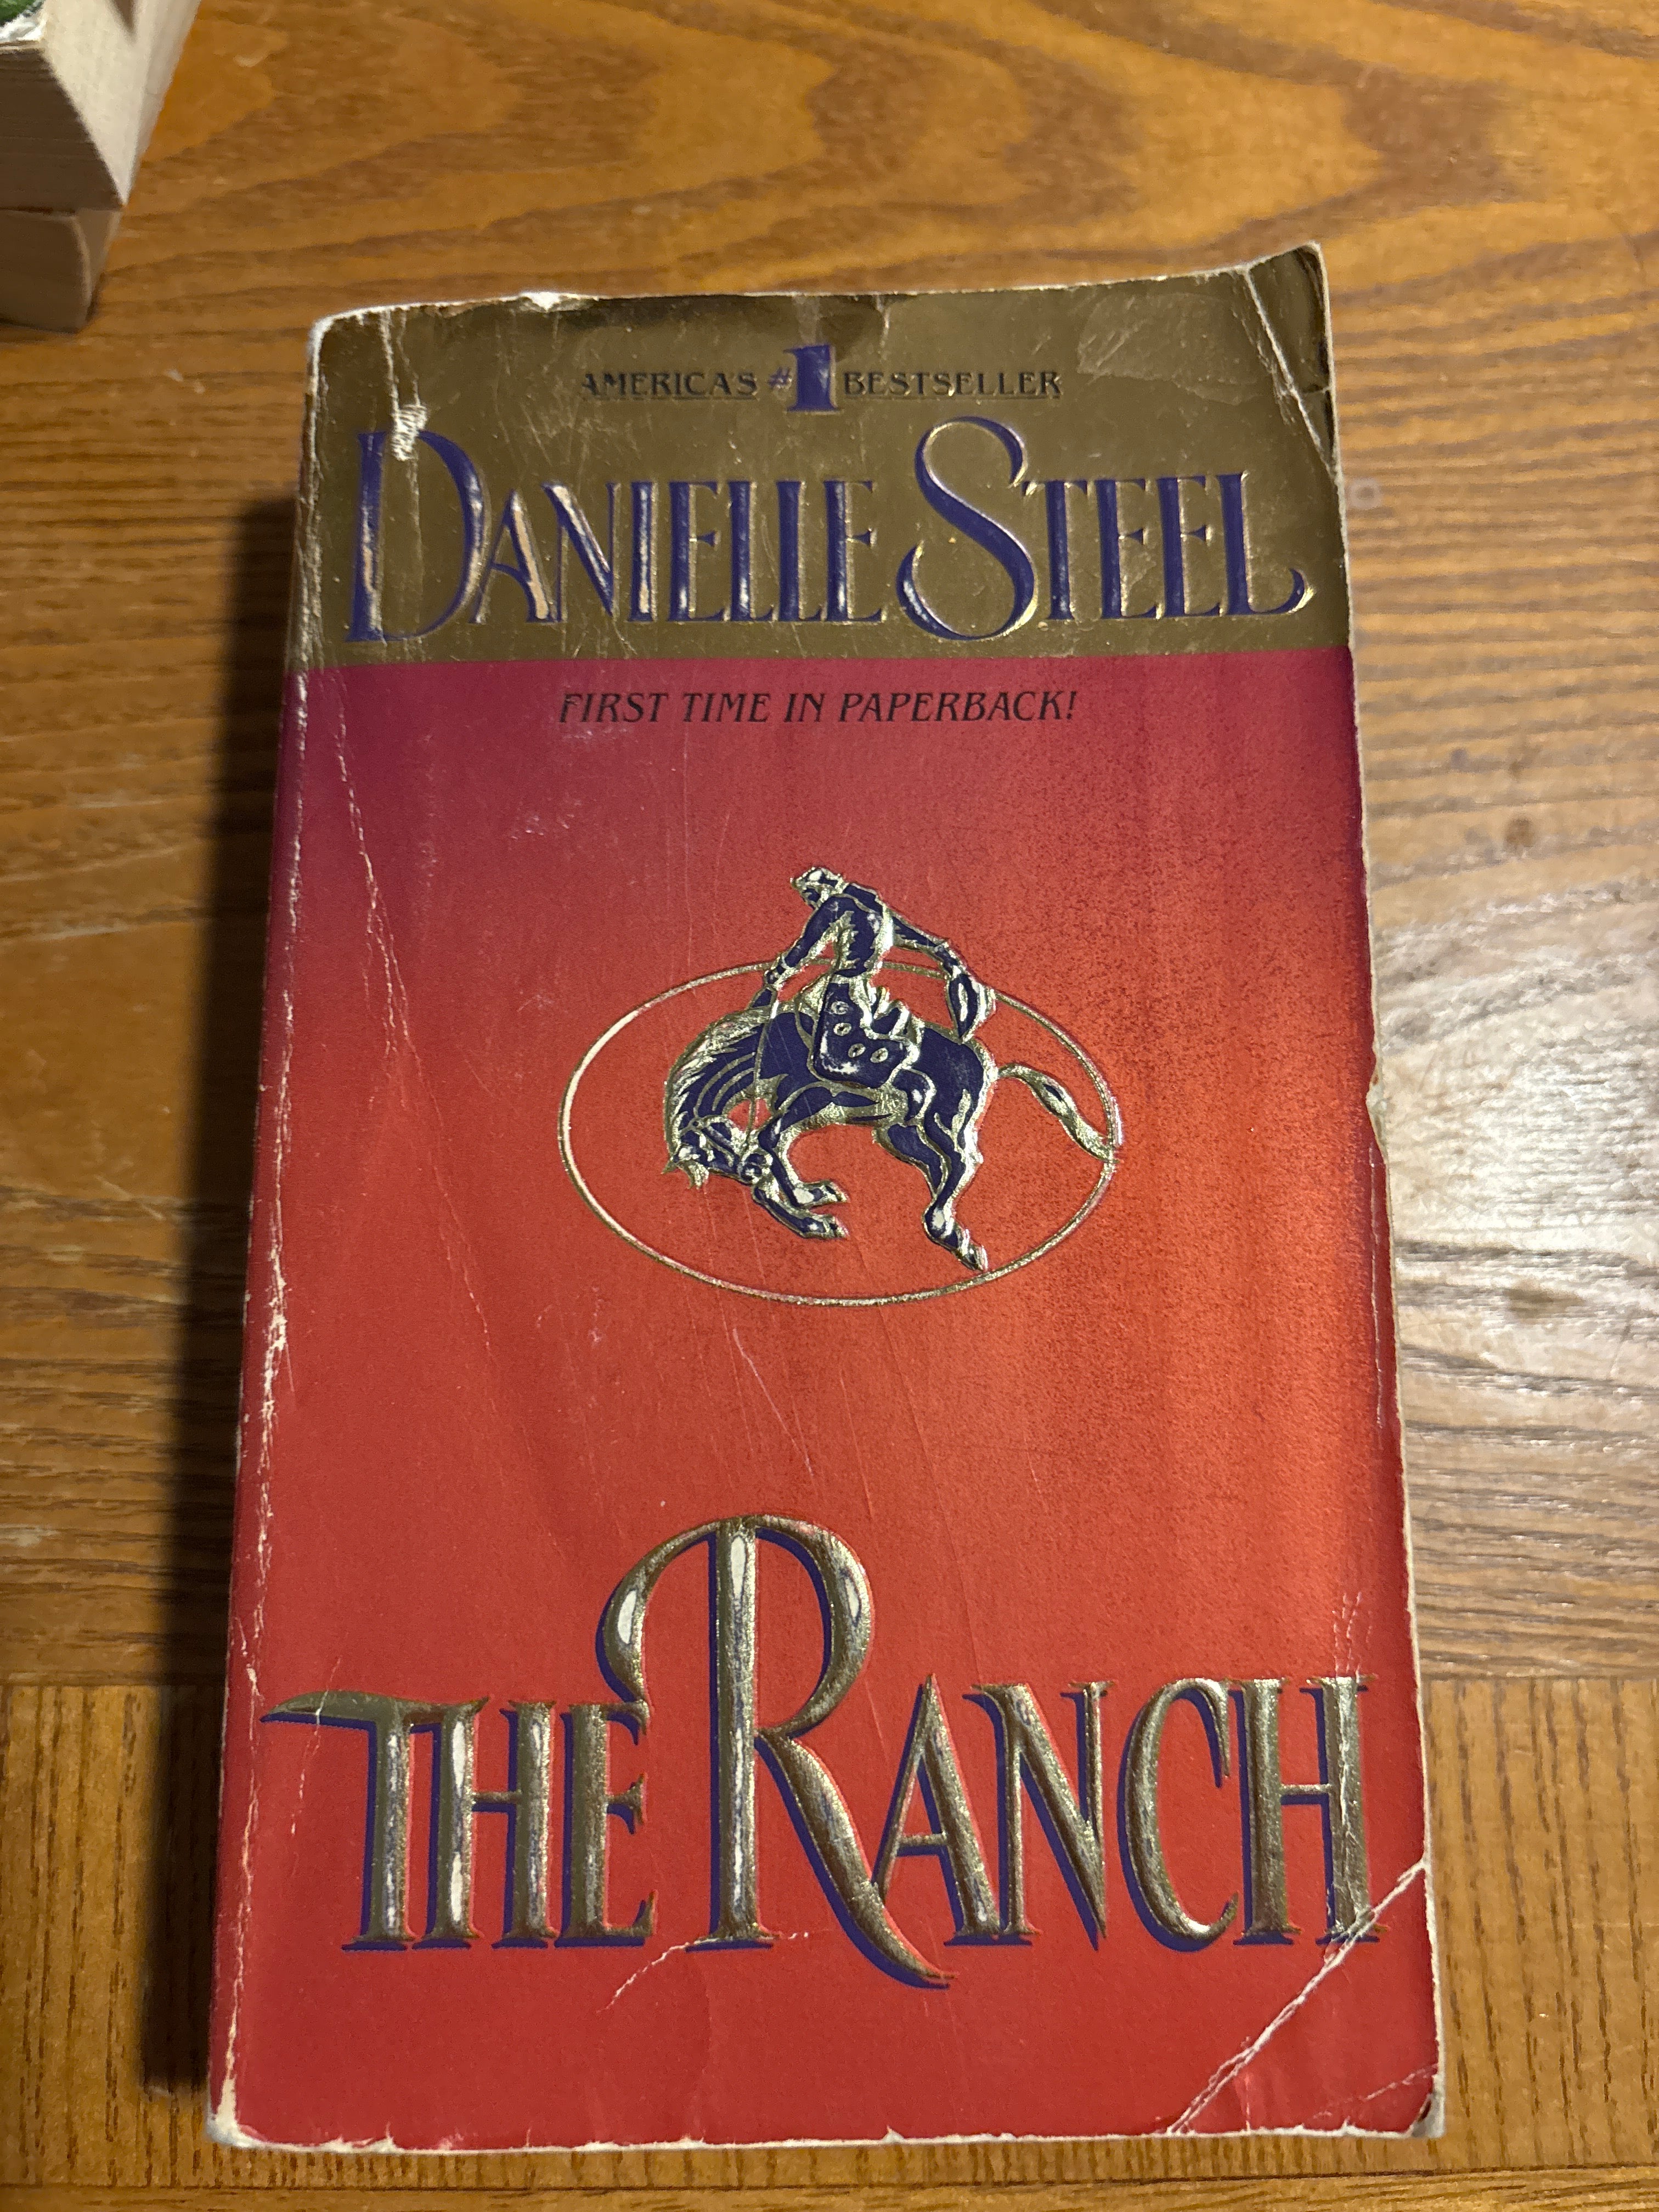 AMERICA'S #1 BESTSELLER
DANIELLE STEEL
FIRST TIME IN PAPERBACK!
THE RANCH